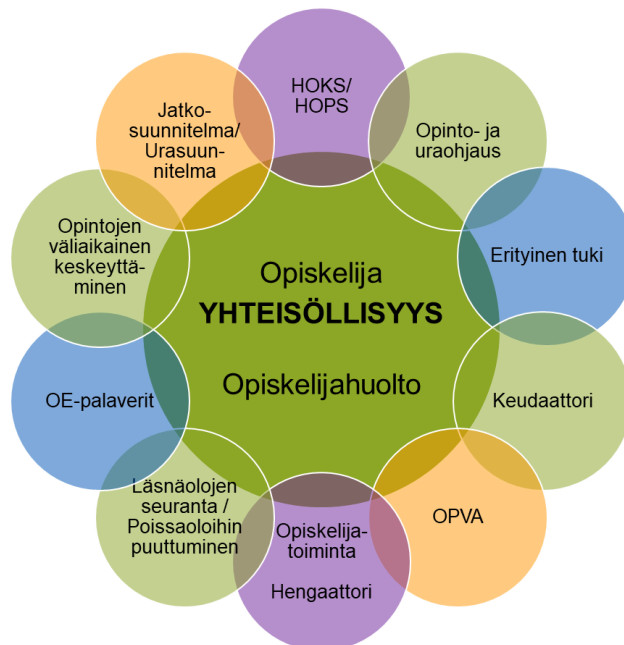 HOKS/
HOPS
Opinto- ja
uraohjaus
Erityinen tuki
Keudaattori
OPVA
Opiskelija-
toiminta
Hengaattori
Läsnäolojen
seuranta /
Poissaoloihin
puuttuminen
OE-palaverit
Opintojen
väliaikainen
keskeyttä-
minen
Jatko-
suunnitelma/
Urasuun-
nitelma
Opiskelija
YHTEISÖLLISYYS
Opiskelijahuolto